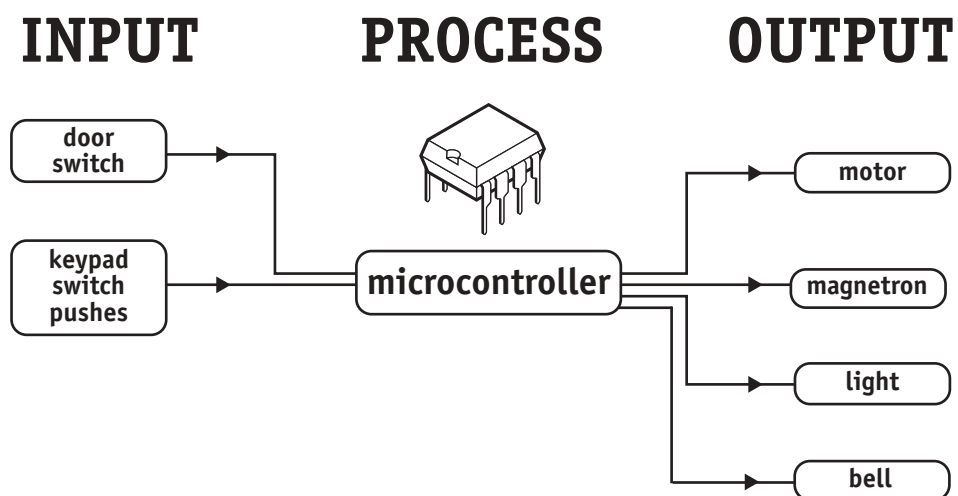 INPUT
PROCESS
OUTPUT
door
switch
keypad
switch
pushes
microcontroller
motor
magnetron
light
bell